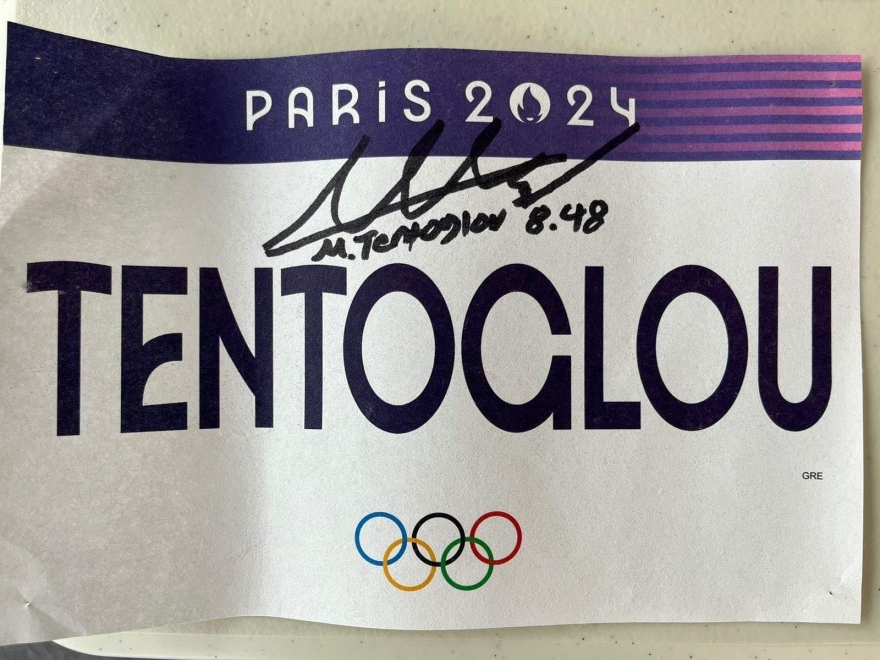 PARIS 2024
M. Tentoglou 8.48
TENTOGLOU
GRE